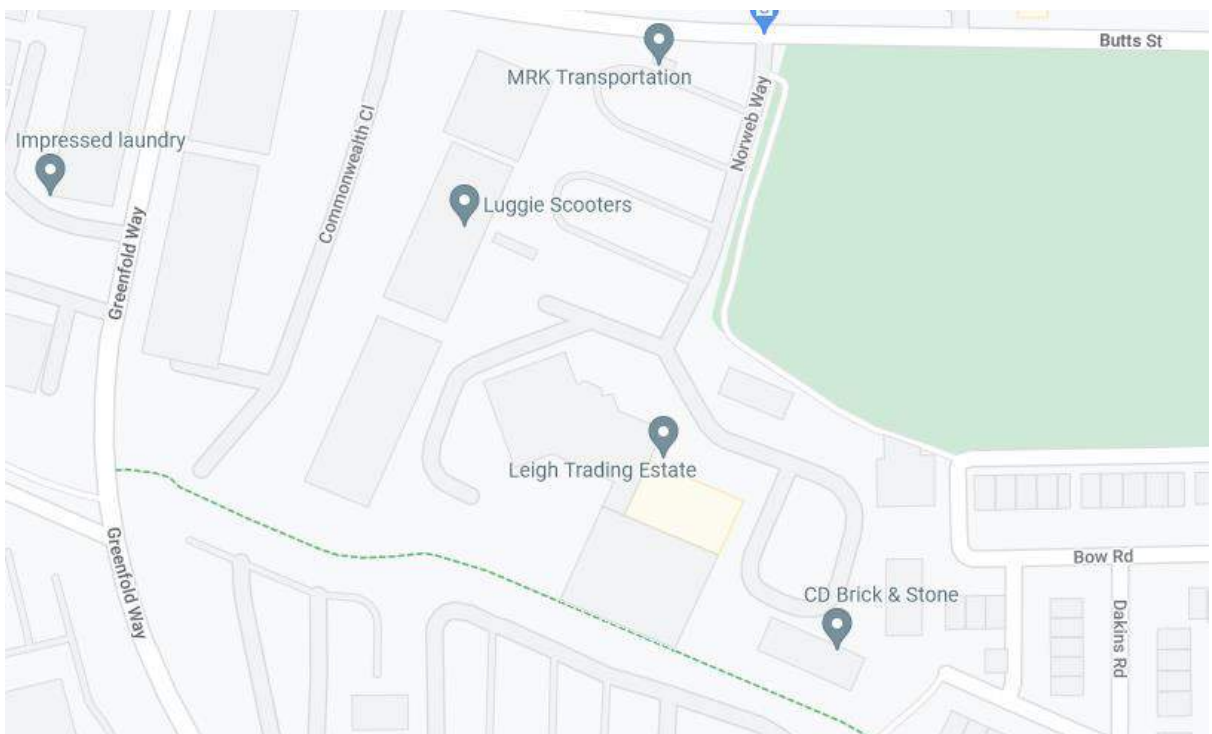 Butts St
MRK Transportation
Norweb Way
Impressed laundry
Commonwealth Cl
Luggie Scooters
Greenfold Way
Leigh Trading Estate
Greenfold Way
Bow Rd
CD Brick & Stone
Dakins Rd